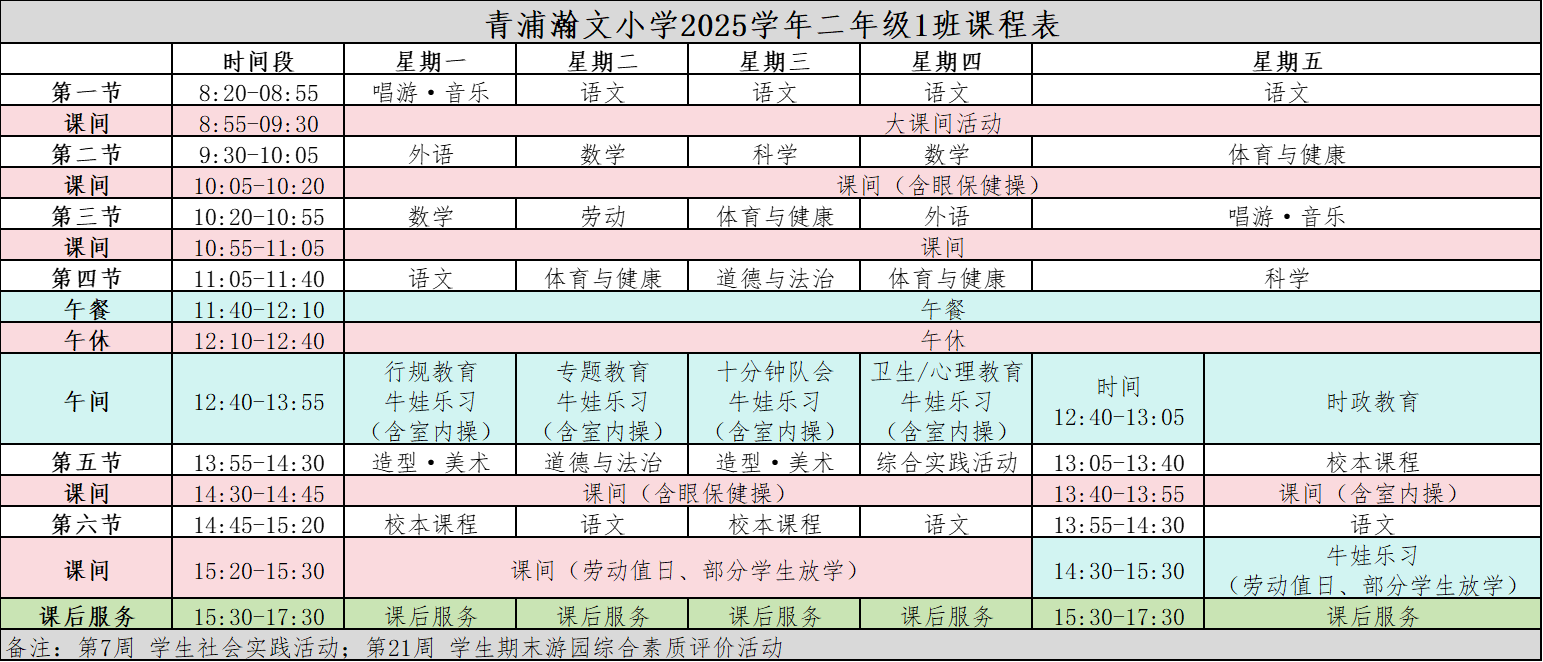 青浦瀚文小学2025学年二年级1班课程表
时间段 星期一 星期二 星期三 星期四 星期五
第一节 8:20-08:55 唱游·音乐 语文 语文 语文 语文
课间 8:55-09:30 大课间活动
第二节 9:30-10:05 外语 数学 科学 数学 体育与健康
课间 10:05-10:20 课间（含眼保健操）
第三节 10:20-10:55 数学 劳动 体育与健康 外语 唱游·音乐
课间 10:55-11:05 课间
第四节 11:05-11:40 语文 体育与健康 道德与法治 体育与健康 科学
午餐 11:40-12:10 午餐
午休 12:10-12:40 午休
行规教育 专题教育 十分钟队会 卫生/心理教育 时间
午间 12:40-13:55 牛娃乐习 牛娃乐习 牛娃乐习 牛娃乐习 12:40-13:05 时政教育
（含室内操） （含室内操） （含室内操） （含室内操）
第五节 13:55-14:30 造型·美术 道德与法治 造型·美术 综合实践活动 13:05-13:40 校本课程
课间 14:30-14:45 课间（含眼保健操） 13:40-13:55 课间（含室内操）
第六节 14:45-15:20 校本课程 语文 校本课程 语文 13:55-14:30 语文
课间 15:20-15:30 课间（劳动值日、部分学生放学） 14:30-15:30 牛娃乐习
（劳动值日、部分学生放学）
课后服务 15:30-17:30 课后服务 课后服务 课后服务 课后服务 15:30-17:30 课后服务
备注：第7周 学生社会实践活动；第21周 学生期末游园综合素质评价活动